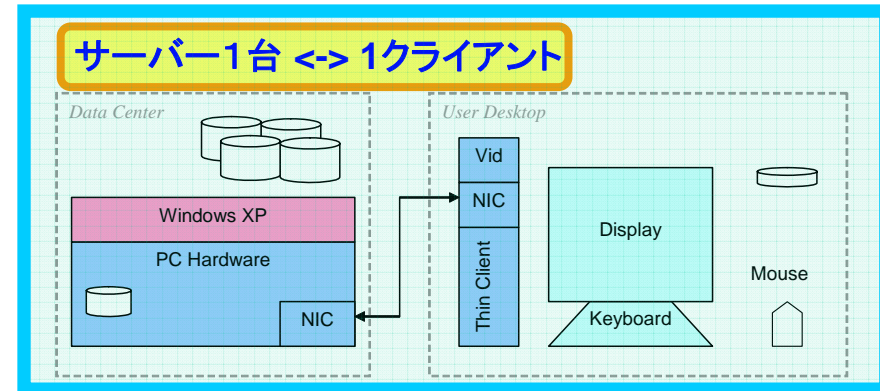 サーバー１台 <-> 1クライアント
Data Center
User Desktop
Vid
NIC
Thin Client
Windows XP
PC Hardware
NIC
Display
Keyboard
Mouse